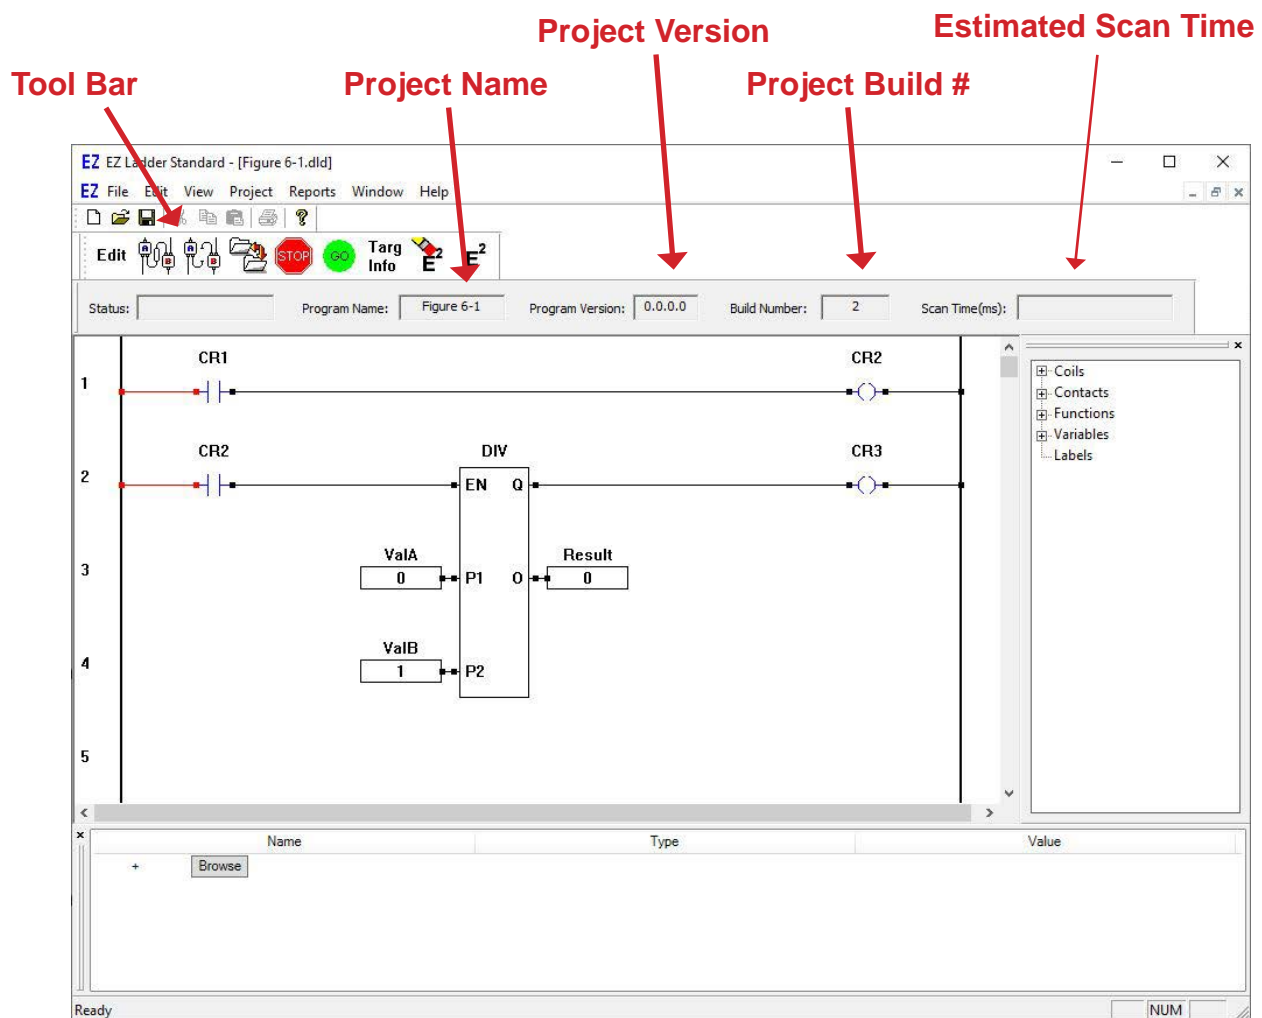 Project Version
Estimated Scan Time
Tool Bar
Project Name
Project Build #
EZ EZ Ladder Standard - [Figure 6-1.dld]
EZ File Edit View Project Reports Window Help
Edit A B A B STOP GO Targ Info E² E²
Status: Program Name: Figure 6-1 Program Version: 0.0.0.0 Build Number: 2 Scan Time(ms):
CR1 CR2
1
CR2 DIV CR3
2 EN Q
ValA Result
3 0 P1 O 0
ValB
4 1 P2
5
Coils
Contacts
Functions
Variables
Labels
Name Type Value
+ Browse
Ready NUM